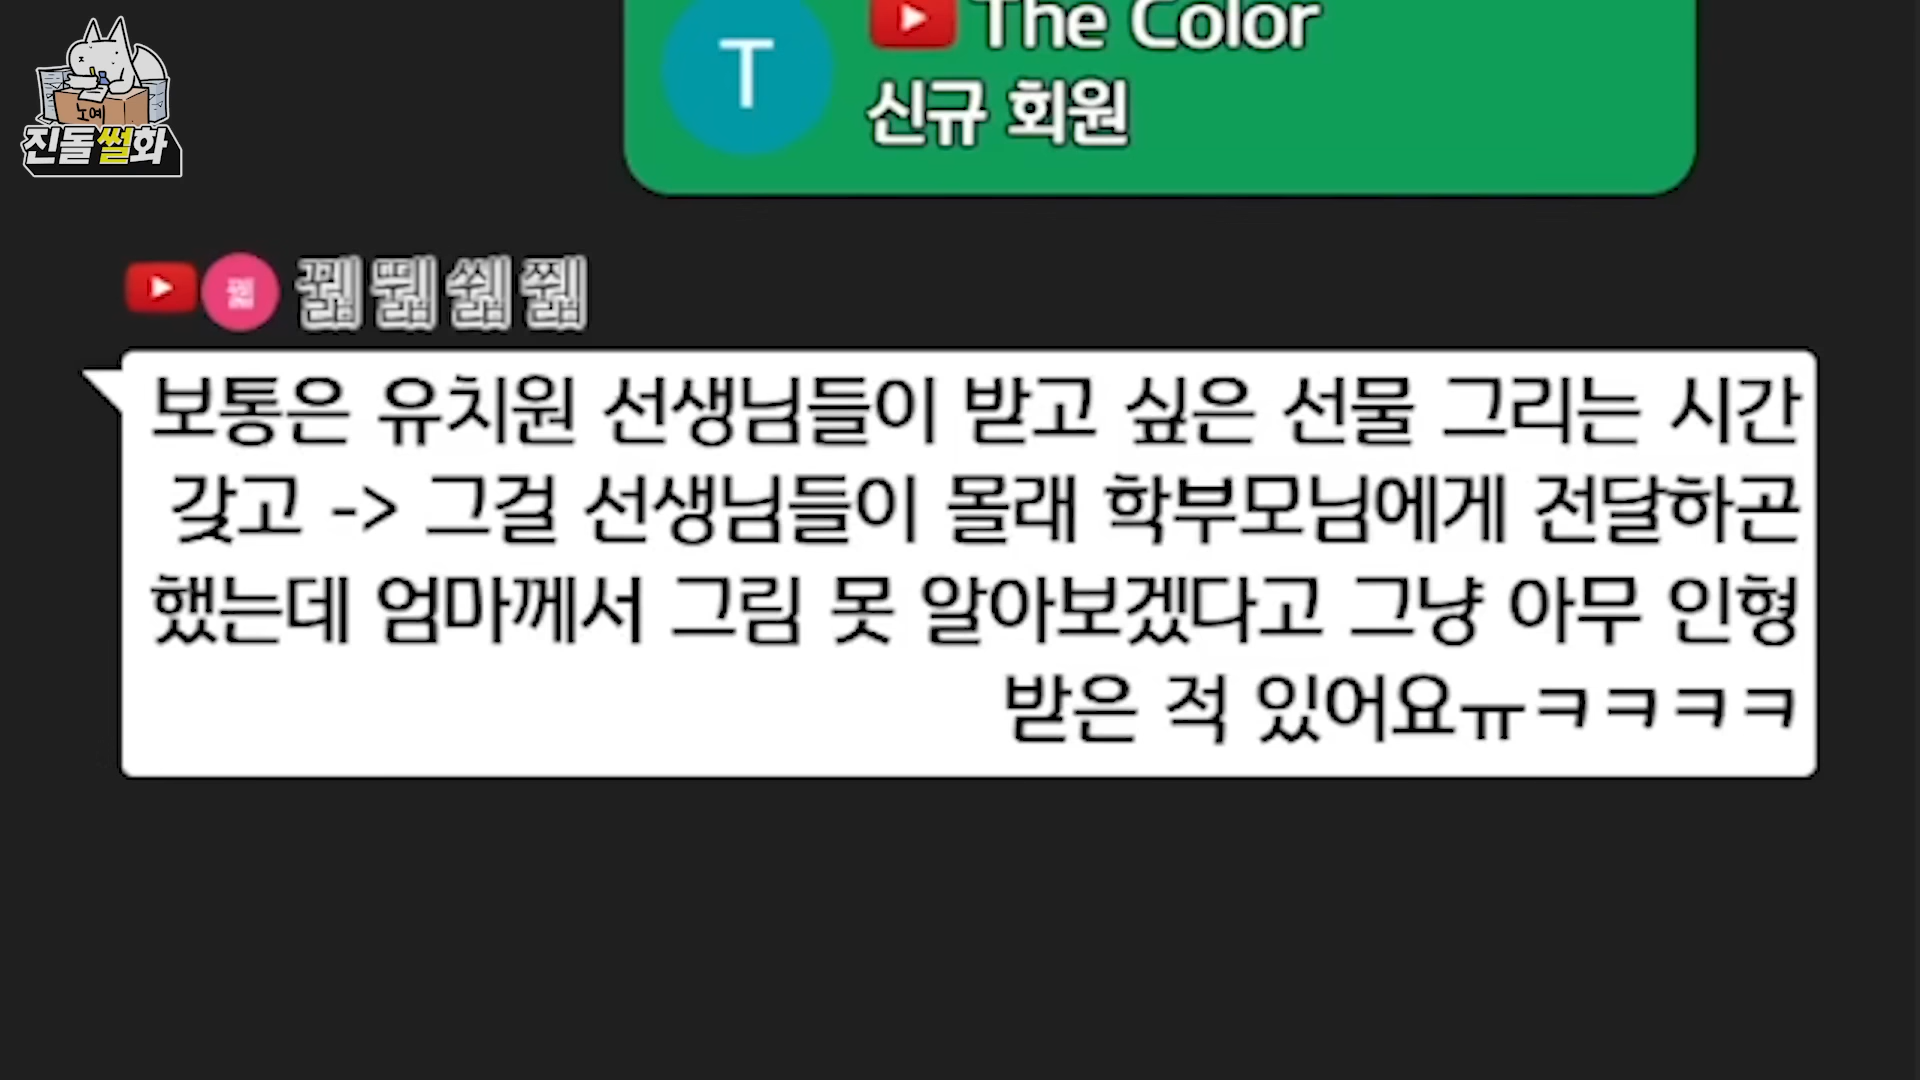 The Color
T
신규 회원
노예
진돌썰화
보통은 유치원 선생님들이 받고 싶은 선물 그리는 시간
갖고 -> 그걸 선생님들이 몰래 학부모님에게 전달하곤
했는데 엄마께서 그림 못 알아보겠다고 그냥 아무 인형
받은 적 있어요ㅠㅋㅋㅋㅋ